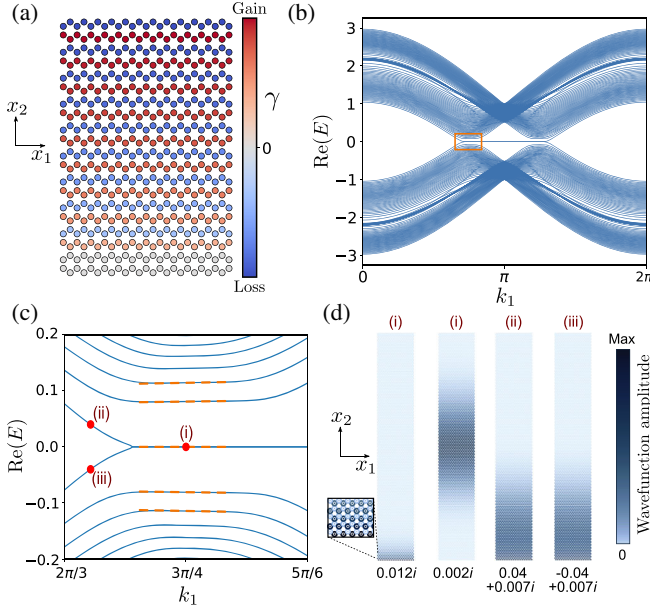 (a)
Gain
γ
0
Loss
x2
x1
(b)
Re(E)
3
2
1
0
−1
−2
−3
0
π
2π
k1
(c)
Re(E)
0.2
0.1
0.0
−0.1
−0.2
(ii)
(i)
(iii)
2π/3
3π/4
5π/6
k1
(d)
(i)
(i)
(ii)
(iii)
x2
x1
Max
Wavefunction amplitude
0
0.012i
0.002i
0.04
+0.007i
-0.04
+0.007i